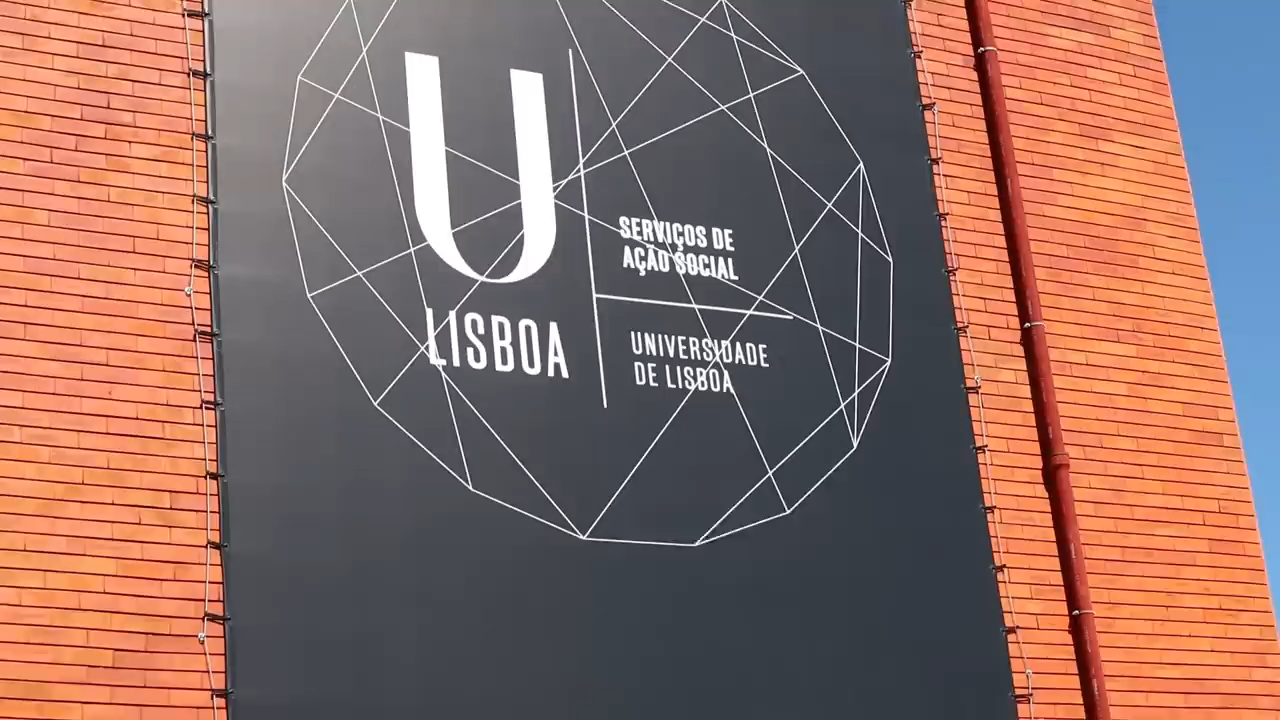 U
LISBOA
SERVIÇOS DE
AÇÃO SOCIAL
UNIVERSIDADE
DE LISBOA